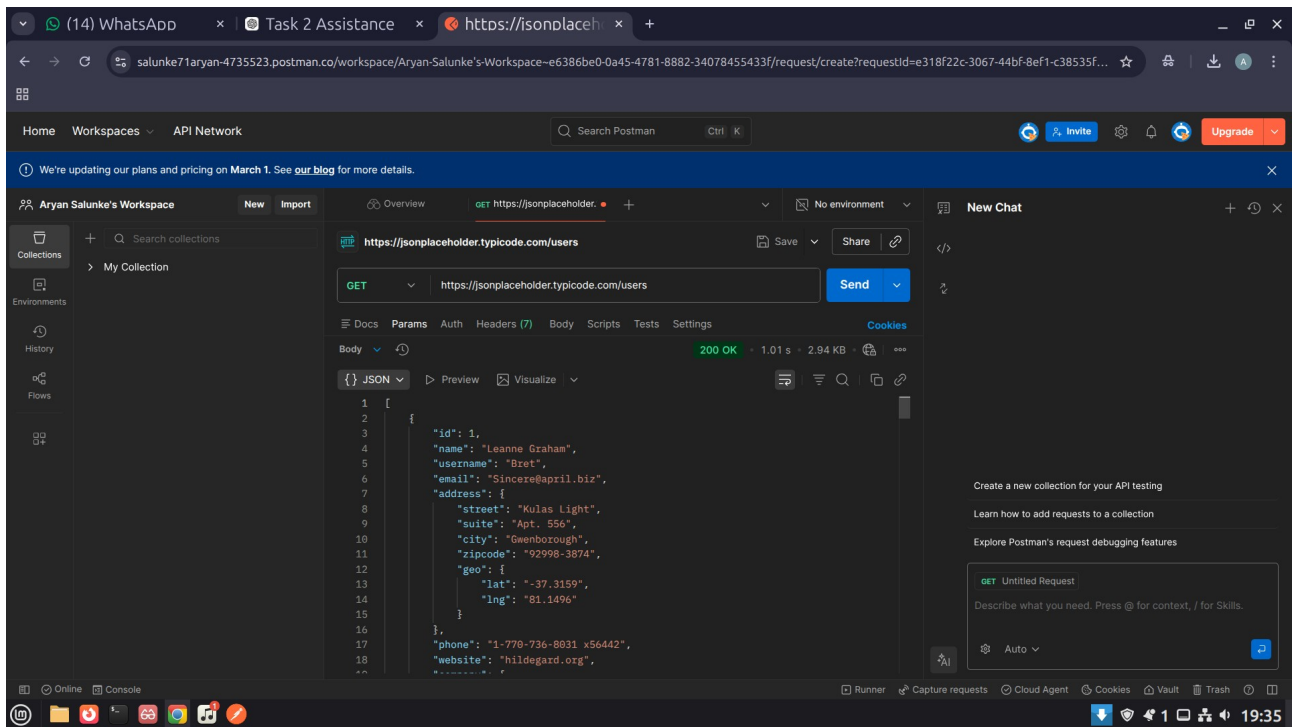 (14) WhatsApp
Task 2 Assistance
https://jsonplaceh
salunke71aryan-4735523.postman.co/workspace/Aryan-Salunke's-Workspace~e6386be0-0a45-4781-8882-34078455433f/request/create?requestId=e318f22c-3067-44bf-8ef1-c38535f...
A
Home Workspaces API Network
Search Postman Ctrl K
Invite
Upgrade
We're updating our plans and pricing on March 1. See our blog for more details.
Aryan Salunke's Workspace New Import
Overview GET https://jsonplaceholder. No environment
New Chat
Collections
Search collections
My Collection
Environments
History
Flows
HTTP https://jsonplaceholder.typicode.com/users Save Share
GET https://jsonplaceholder.typicode.com/users Send
Docs Params Auth Headers (7) Body Scripts Tests Settings Cookies
Body 200 OK 1.01 s 2.94 KB
{} JSON Preview Visualize
1 [
2 {
3 "id": 1,
4 "name": "Leanne Graham",
5 "username": "Bret",
6 "email": "Sincere@april.biz",
7 "address": {
8 "street": "Kulas Light",
9 "suite": "Apt. 556",
10 "city": "Gwenborough",
11 "zipcode": "92998-3874",
12 "geo": {
13 "lat": "-37.3159",
14 "lng": "81.1496"
15 }
16 },
17 "phone": "1-770-736-8031 x56442",
18 "website": "hildegard.org",
Create a new collection for your API testing
Learn how to add requests to a collection
Explore Postman's request debugging features
GET Untitled Request
Describe what you need. Press @ for context, / for Skills.
Auto
AI
Online Console
Runner Capture requests Cloud Agent Cookies Vault Trash
1 19:35